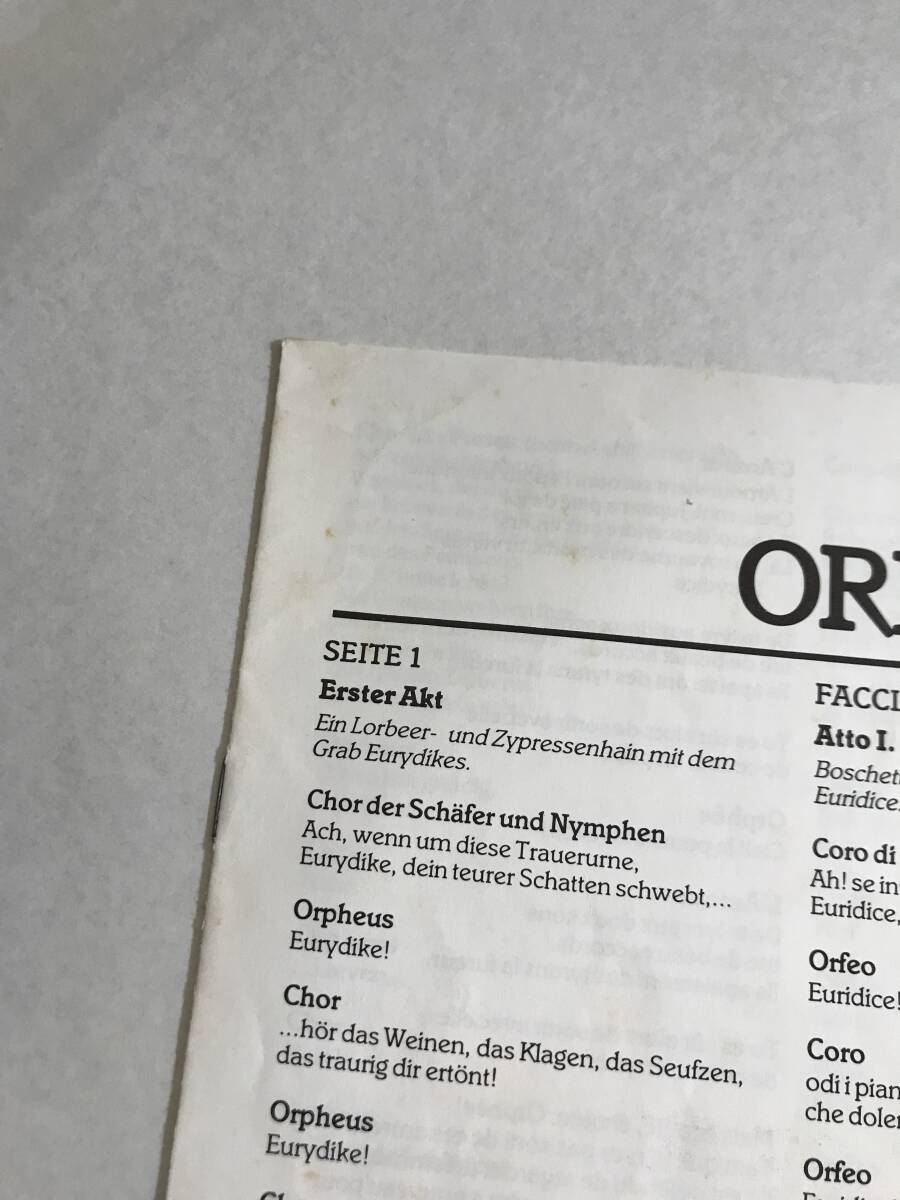 OR
SEITE 1
Erster Akt
Ein Lorbeer- und Zypressenhain mit dem
Grab Eurydikes.
Chor der Schäfer und Nymphen
Ach, wenn um diese Trauerurne,
Eurydike, dein teurer Schatten schwebt,...
Orpheus
Eurydike!
Chor
...hör das Weinen, das Klagen, das Seufzen,
das traurig dir ertönt!
Orpheus
Eurydike!
FACCI
Atto I.
Boschet
Euridice.
Coro di
Ah! se in
Euridice,
Orfeo
Euridice!
Coro
odi i pian
che dolen
Orfeo